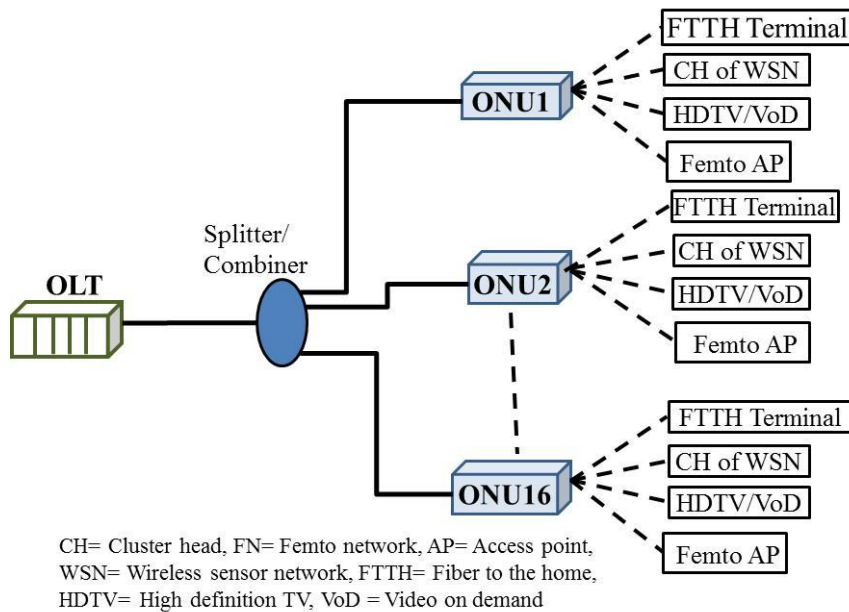 FTTH Terminal
CH of WSN
ONU1
HDTV/VoD
Femto AP
Splitter/
Combiner
OLT
FTTH Terminal
CH of WSN
ONU2
HDTV/VoD
Femto AP
FTTH Terminal
CH of WSN
ONU16
HDTV/VoD
Femto AP
CH= Cluster head, FN= Femto network, AP= Access point,
WSN= Wireless sensor network, FTTH= Fiber to the home,
HDTV= High definition TV, VoD = Video on demand